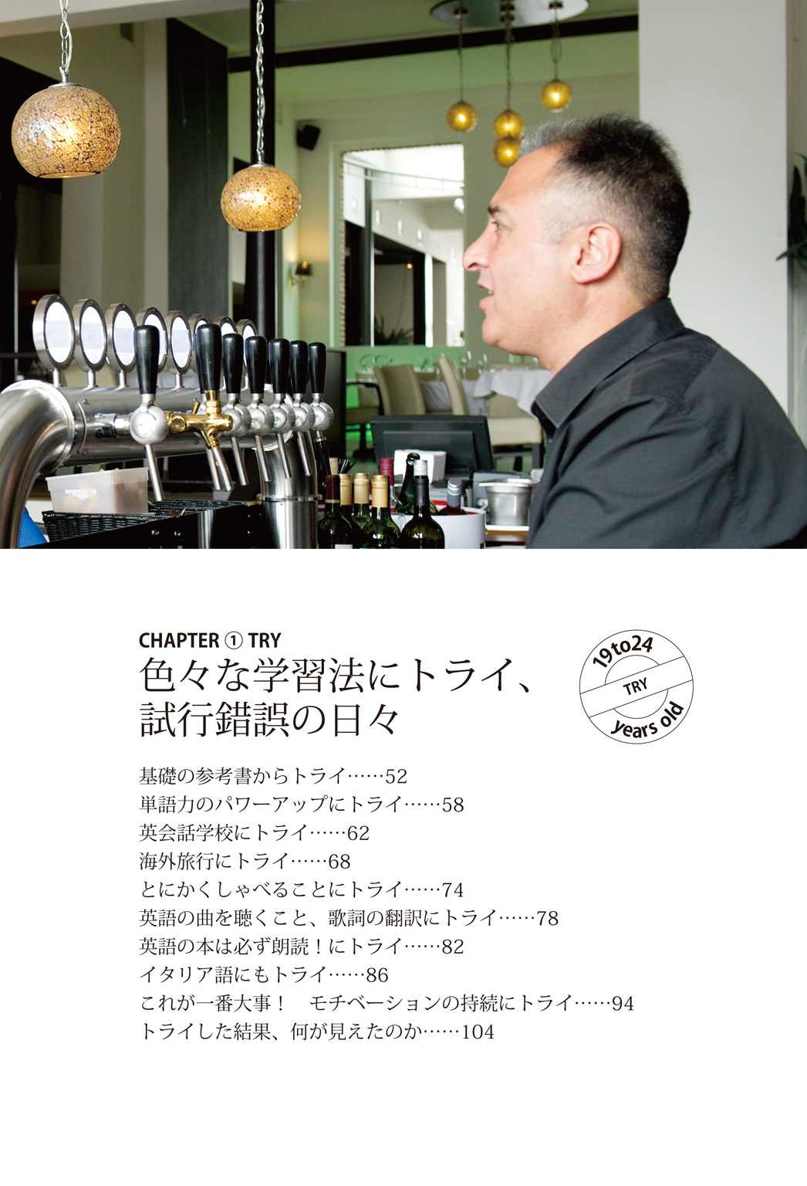 CHAPTER ① TRY
色々な学習法にトライ、
試行錯誤の日々
19to24
TRY
years old
基礎の参考書からトライ……52
単語力のパワーアップにトライ……58
英会話学校にトライ……62
海外旅行にトライ……68
とにかくしゃべることにトライ……74
英語の曲を聴くこと、歌詞の翻訳にトライ……78
英語の本は必ず朗読！にトライ……82
イタリア語にもトライ……86
これが一番大事！　モチベーションの持続にトライ……94
トライした結果、何が見えたのか……104